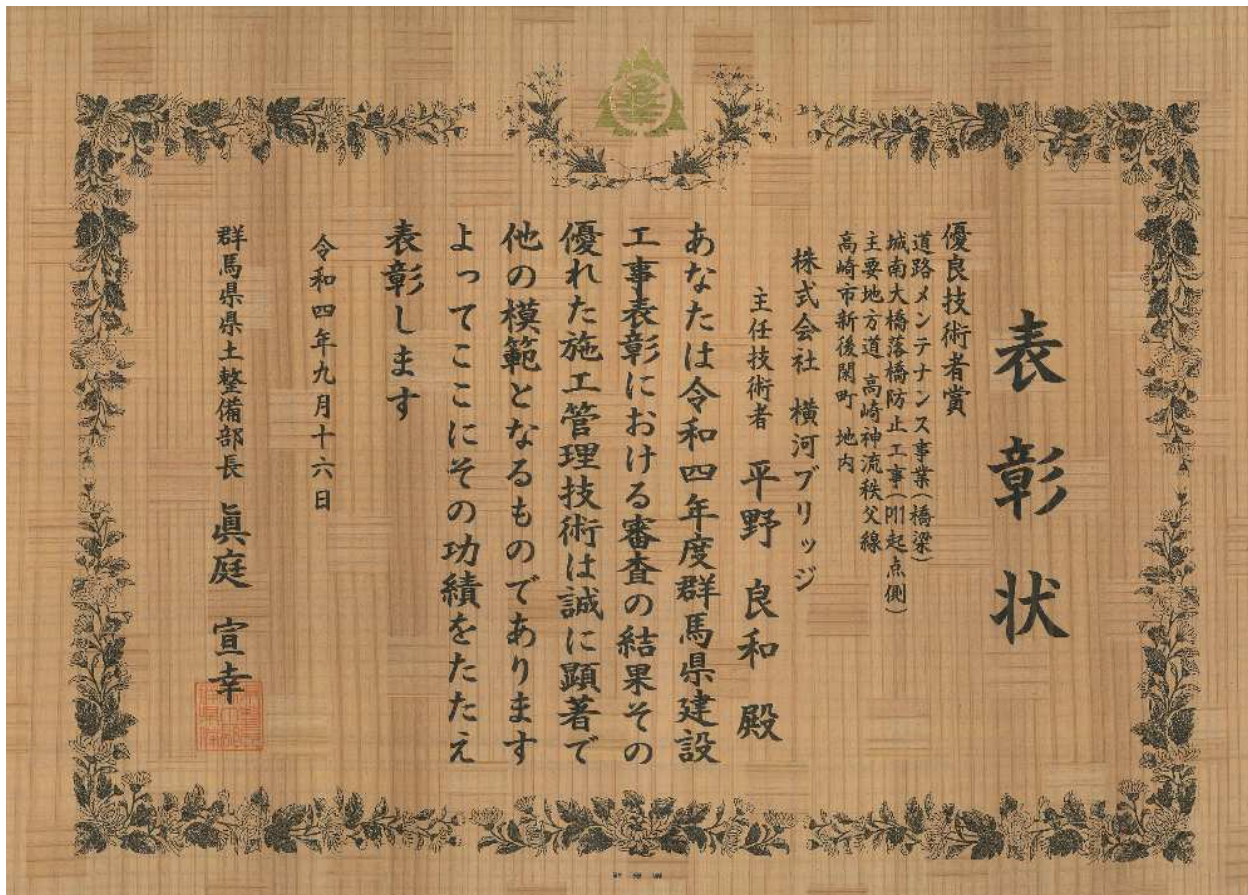 表彰状
優良技術者賞
道路メンテナンス事業(橋梁)
城南大橋落橋防止工事(P1起点側)
主要地方道 高崎神流秩父線
高崎市新後閑町 地内
株式会社 横河ブリッジ
主任技術者 平野 良和 殿
あなたは令和四年度群馬県建設
工事表彰における審査の結果その
優れた施工管理技術は誠に顕著で
他の模範となるものであります
よってここにその功績をたたえ
表彰します
令和四年九月十六日
群馬県県土整備部長 眞庭 宣幸